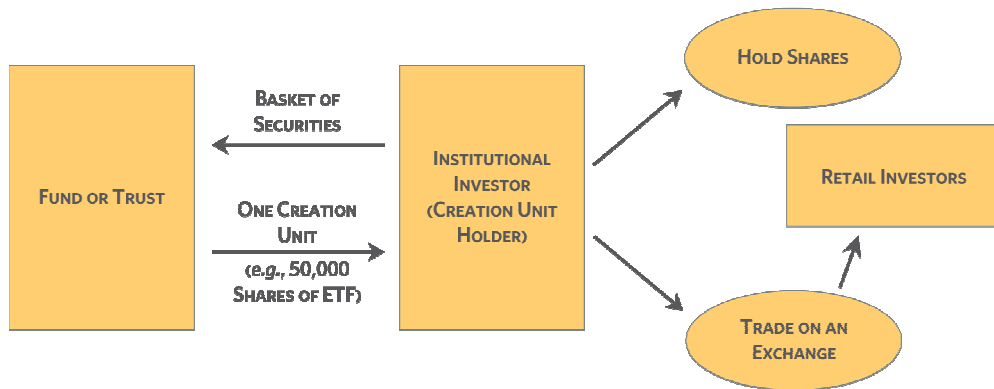 FUND OR TRUST
BASKET OF
SECURITIES
ONE CREATION
UNIT
(e.g., 50,000
SHARES OF ETF)
INSTITUTIONAL
INVESTOR
(CREATION UNIT
HOLDER)
HOLD SHARES
RETAIL INVESTORS
TRADE ON AN
EXCHANGE